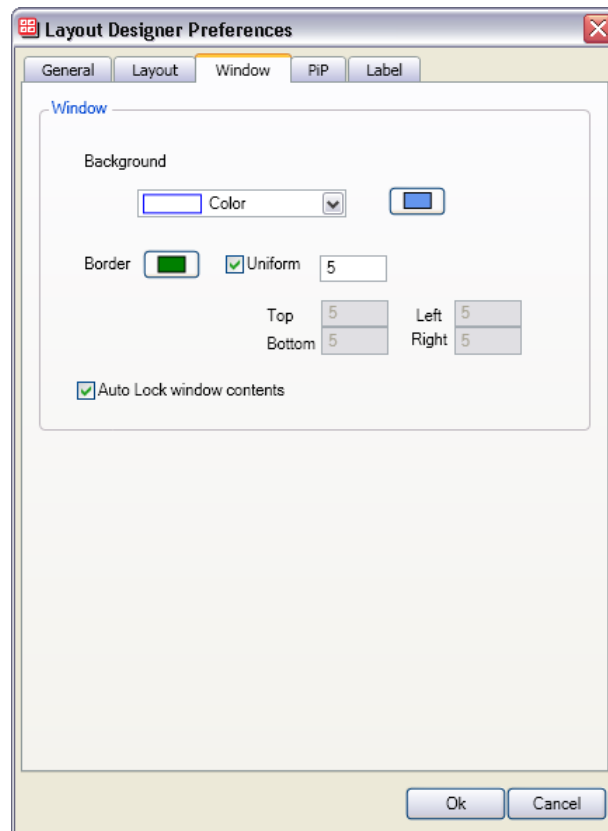 Layout Designer Preferences
General Layout Window PiP Label
Window
Background
Color
Border Uniform 5
Top 5 Left 5
Bottom 5 Right 5
Auto Lock window contents
Ok Cancel